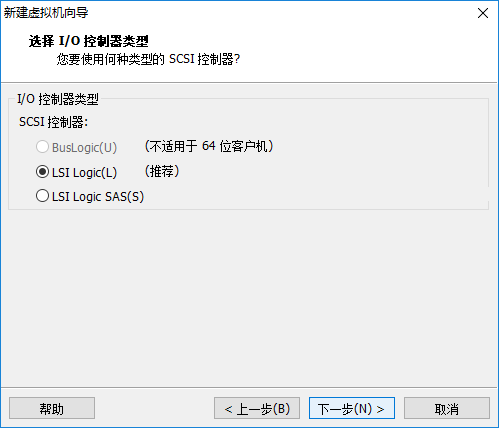 新建虚拟机向导
选择 I/O 控制器类型
您要使用何种类型的 SCSI 控制器?
I/O 控制器类型
SCSI 控制器:
BusLogic(U) （不适用于 64 位客户机）
LSI Logic(L) （推荐）
LSI Logic SAS(S)
帮助 < 上一步(B) 下一步(N) > 取消